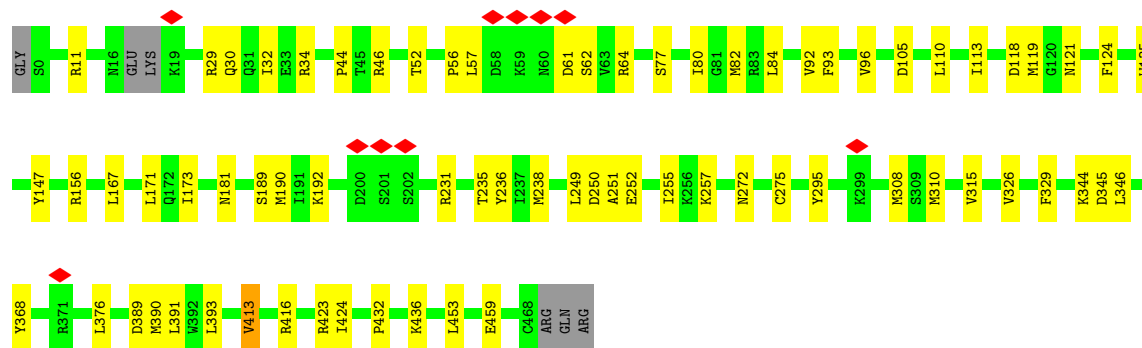 GLY S0 R11 N16 GLU LYS K19 R29 Q30 Q31 I32 E33 R34 P44 T45 R46 T52 P56 L57 D58 K59 N60 D61 S62 V63 R64 S77 I80 G81 M82 R83 L84 V92 F93 V96 D105 L110 I113 D118 M119 G120 N121 F124
Y147 R156 L167 L171 Q172 I173 N181 S189 M190 I191 K192 D200 S201 S202 R231 T235 Y236 I237 M238 L249 D250 A251 E252 I255 K256 K257 N272 C275 Y295 K299 M308 S309 M310 V315 V326 F329 K344 D345 L346
Y368 R371 L376 D389 M390 L391 W392 L393 V413 R416 R423 I424 P432 K436 L453 E459 C468 ARG GLN ARG